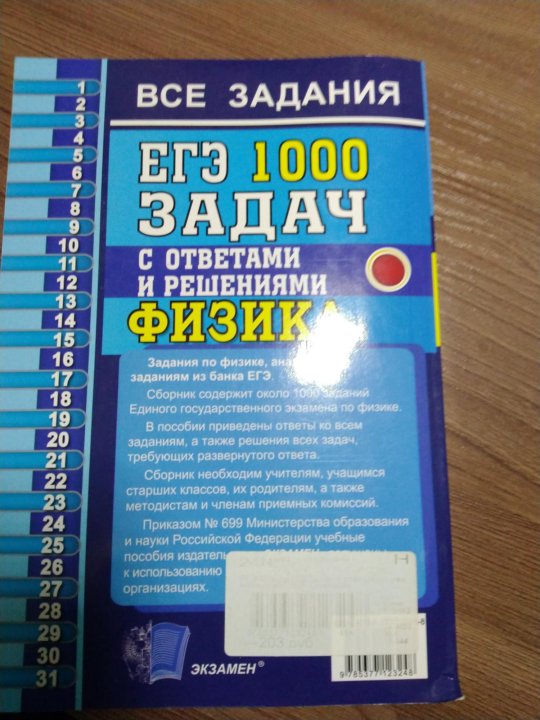 ВСЕ ЗАДАНИЯ
1
2
3
4
5
6
7
8
9
10
11
12
13
14
15
16
17
18
19
20
21
22
23
24
25
26
27
28
29
30
31
ЕГЭ 1000
ЗАДАЧ
С ОТВЕТАМИ
И РЕШЕНИЯМИ
ФИЗИКА
Задания по физике,
заданиям из банка ЕГЭ.
Сборник содержит около 1000 заданий
Единого государственного экзамена по физике.
В пособии приведены ответы ко всем
заданиям, а также решения всех задач,
требующих развернутого ответа.
Сборник необходим учителям, учащимся
старших классов, их родителям, а также
методистам и членам приемных комиссий.
Приказом № 699 Министерства образования
и науки Российской Федерации учебные
пособия
к использованию
организациях.
ЭКЗАМЕН®
9 785377 123248